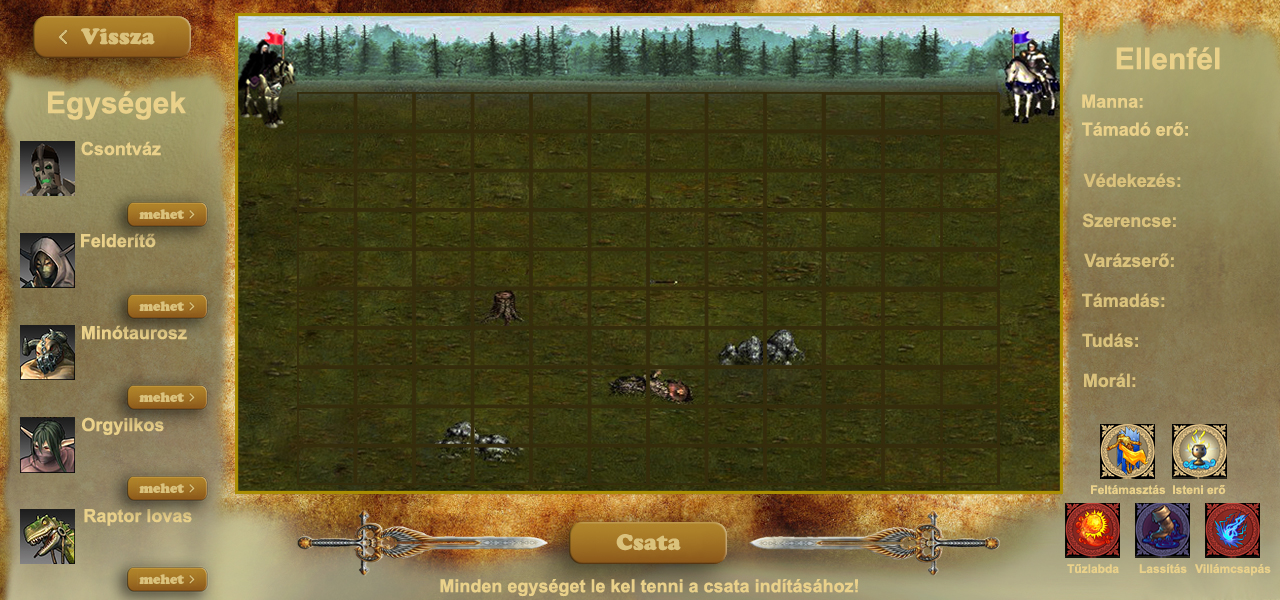 Vissza
Egységek
Csontváz
mehet
Felderítő
mehet
Minótaurosz
mehet
Orgyilkos
mehet
Raptor lovas
mehet
Csata
Minden egységet le kel tenni a csata indításához!
Ellenfél
Manna:
Támadó erő:
Védekezés:
Szerencse:
Varázserő:
Támadás:
Tudás:
Morál:
Feltámasztás Isteni erő
Tűzlabda Lassítás Villámcsapás